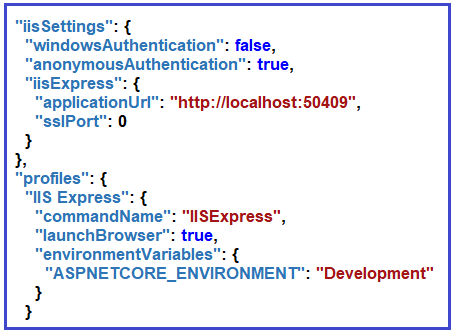 "iisSettings": {
"windowsAuthentication": false,
"anonymousAuthentication": true,
"iisExpress": {
"applicationUrl": "http://localhost:50409",
"sslPort": 0
}
},
"profiles": {
"IIS Express": {
"commandName": "IISExpress",
"launchBrowser": true,
"environmentVariables": {
"ASPNETCORE_ENVIRONMENT": "Development"
}
}